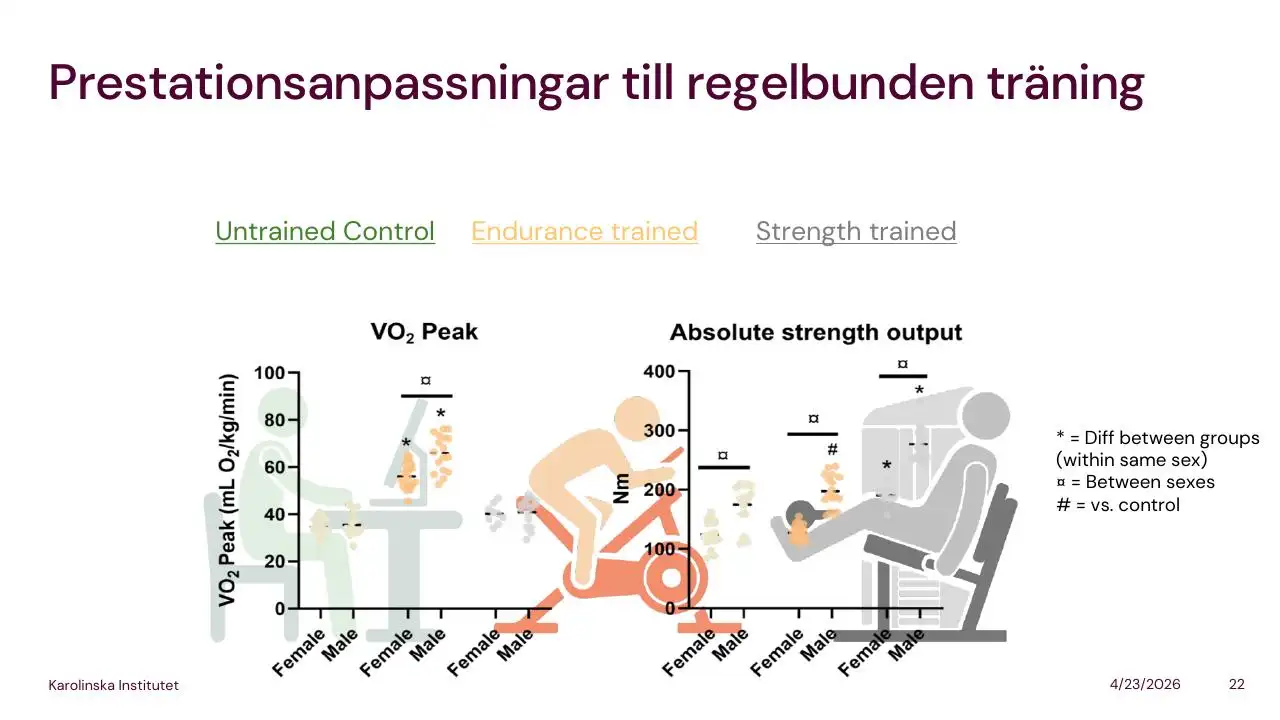 Prestationsanpassningar till regelbunden träning
Untrained Control Endurance trained Strength trained
VO₂ Peak
VO₂ Peak (mL O₂/kg/min)
100
80
60
40
20
0
¤
*
*
Female Male Female Male Female Male
Absolute strength output
Nm
400
300
200
100
0
¤
¤
#
¤
*
*
Female Male Female Male Female Male
* = Diff between groups
(within same sex)
¤ = Between sexes
# = vs. control
Karolinska Institutet
4/23/2026
22